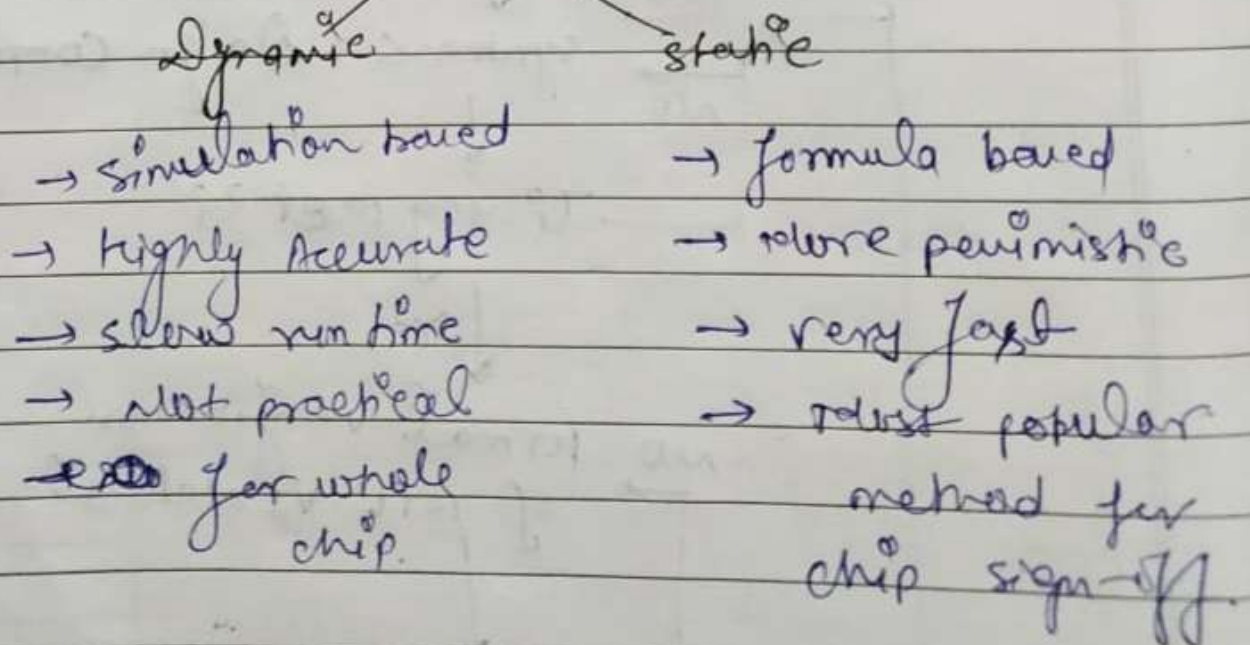 Dynamic
static
→ simulation based
→ Highly Accurate
→ slow run time
→ Not practical
→ for whole
chip.
→ formula based
→ More pessimistic
→ very fast
→ Most popular
method for
chip sign-off.